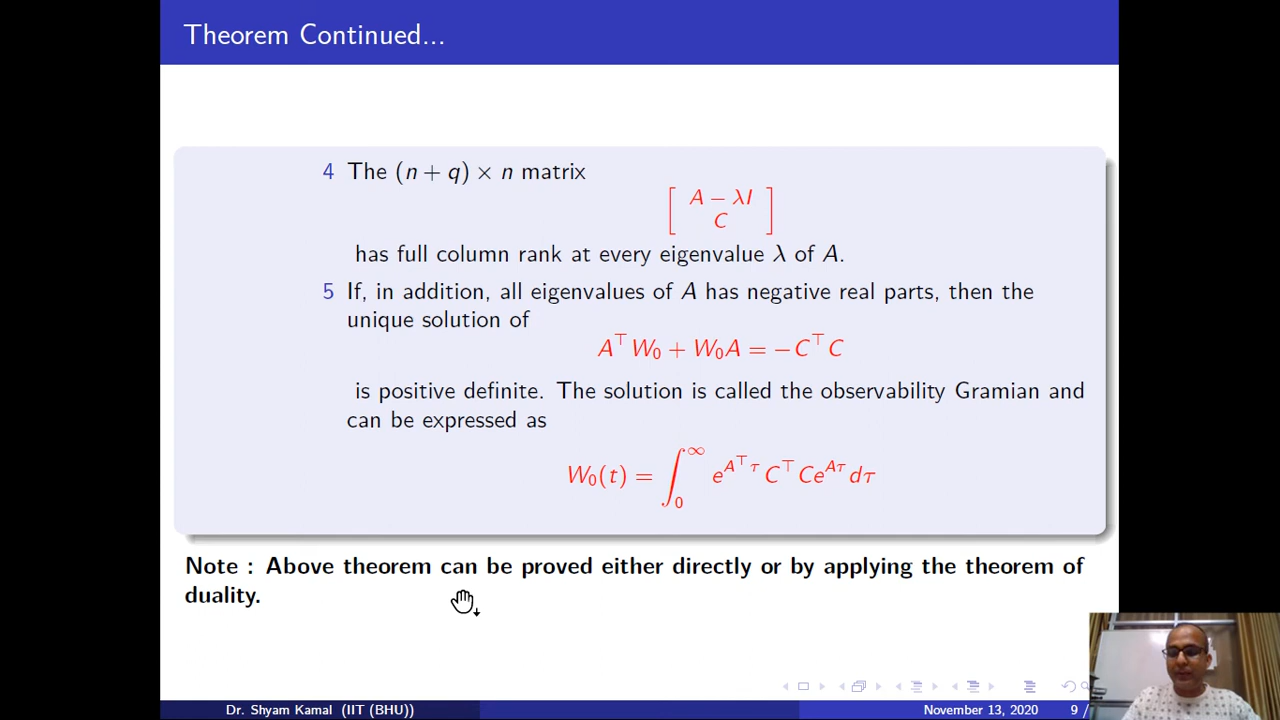 Theorem Continued...
4 The (n + q) × n matrix
[ A − λI
C ]
has full column rank at every eigenvalue λ of A.
5 If, in addition, all eigenvalues of A has negative real parts, then the
unique solution of
A⊤W₀ + W₀A = −C⊤C
is positive definite. The solution is called the observability Gramian and
can be expressed as
W₀(t) = ∫₀^∞ e^{A⊤τ} C⊤Ce^{Aτ}dτ
Note : Above theorem can be proved either directly or by applying the theorem of
duality.
Dr. Shyam Kamal (IIT (BHU)) November 13, 2020 9 /